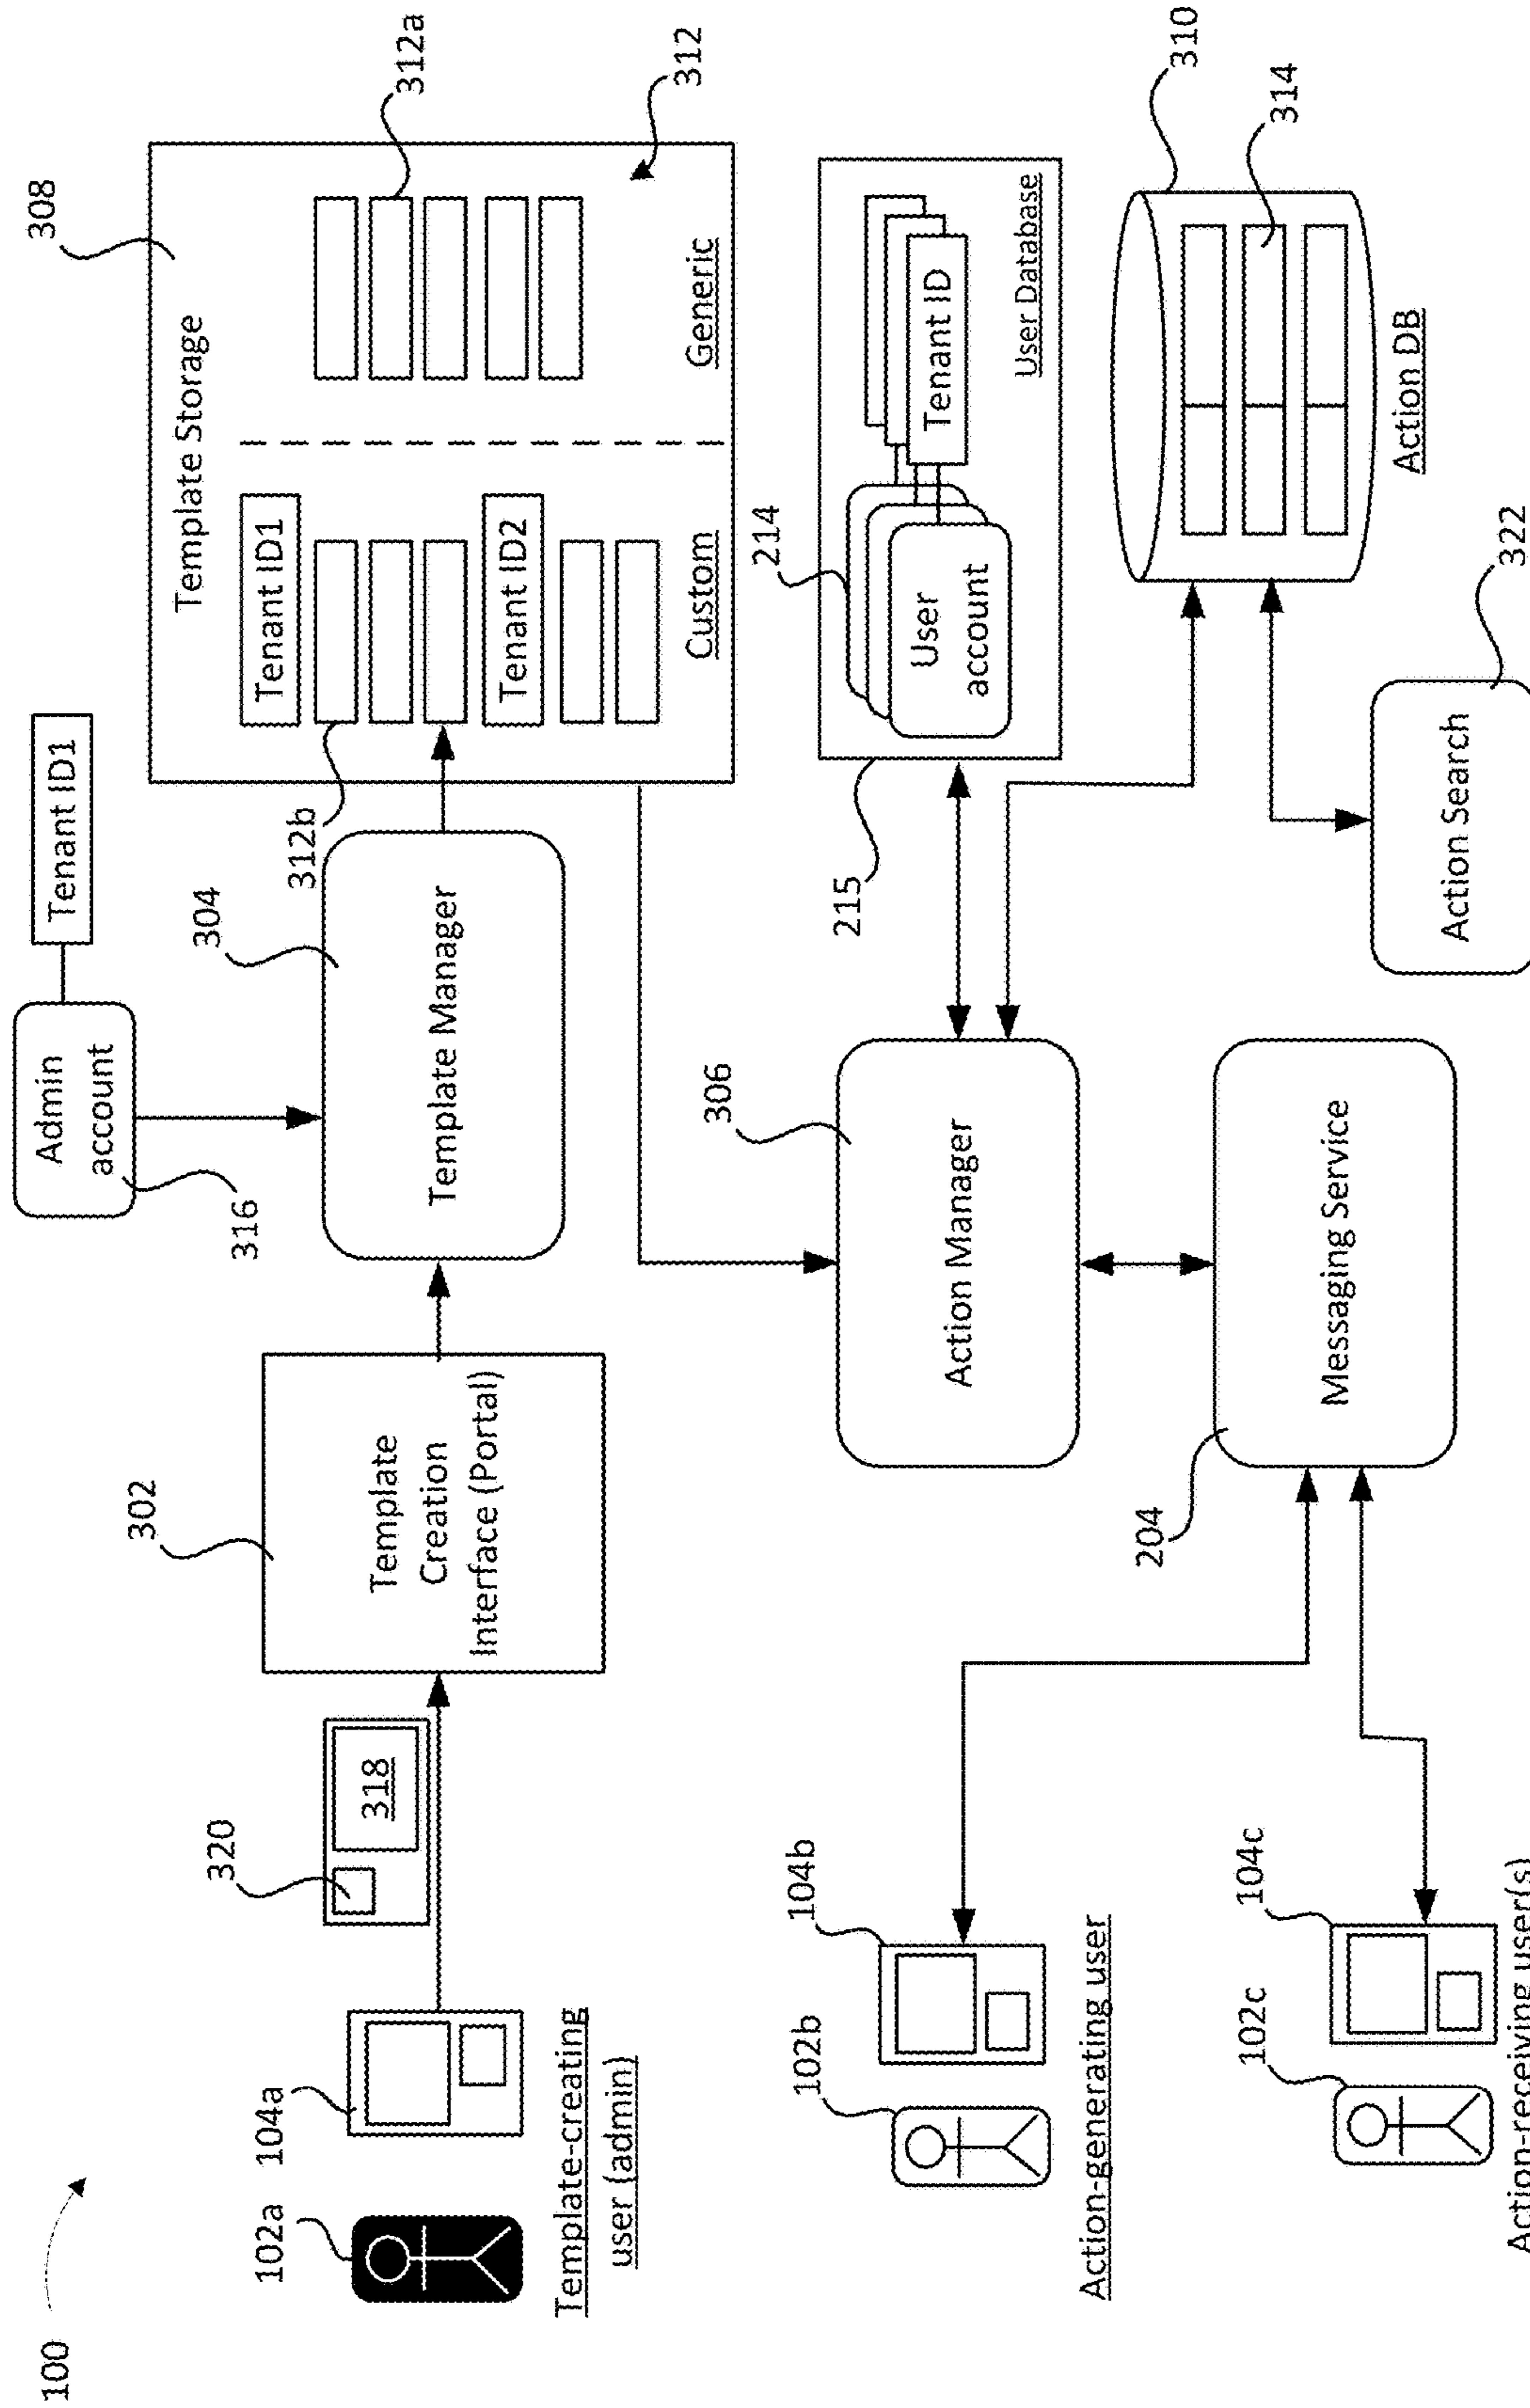 100
102a
104a
Template-creating
user (admin)
320
318
302
Template
Creation
Interface (Portal)
316
Admin
account
Tenant ID1
304
Template Manager
312b
308
Template Storage
Tenant ID1
Tenant ID2
Custom
Generic
312a
312
102b
104b
Action-generating user
102c
104c
Action-receiving user(s)
306
Action Manager
204
Messaging Service
215
214
User
account
Tenant ID
User Database
310
314
Action DB
322
Action Search